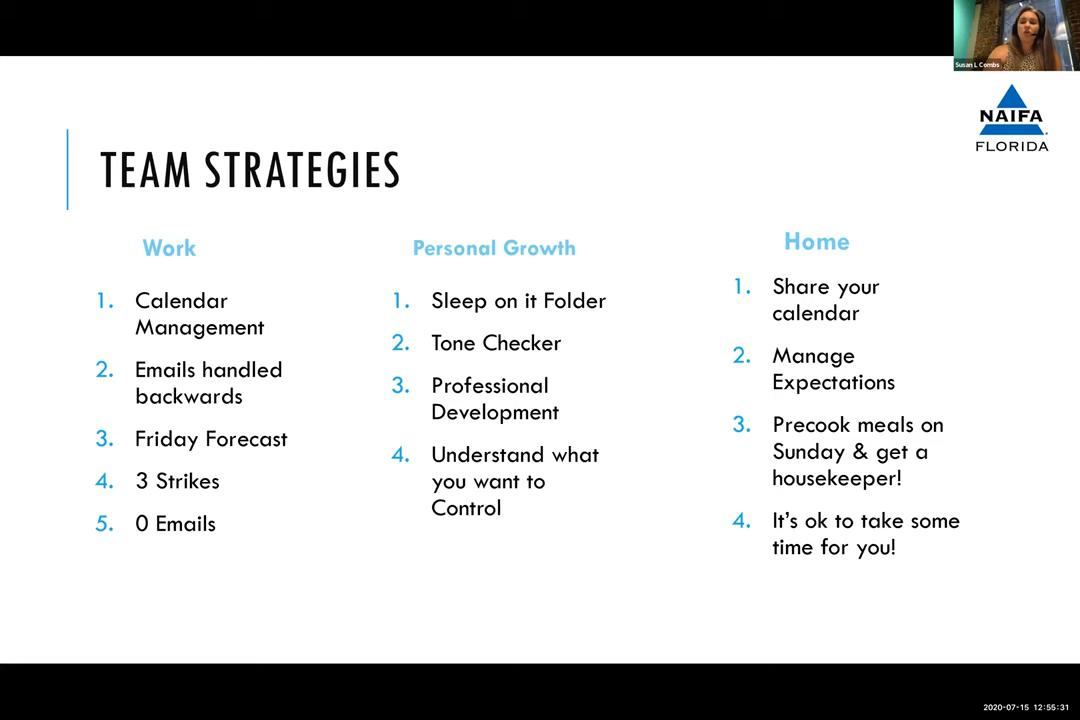 Susan L Combs
NAIFA
FLORIDA
TEAM STRATEGIES
Work
1. Calendar
Management
2. Emails handled
backwards
3. Friday Forecast
4. 3 Strikes
5. 0 Emails
Personal Growth
1. Sleep on it Folder
2. Tone Checker
3. Professional
Development
4. Understand what
you want to
Control
Home
1. Share your
calendar
2. Manage
Expectations
3. Precook meals on
Sunday & get a
housekeeper!
4. It's ok to take some
time for you!
2020-07-15 12:55:31